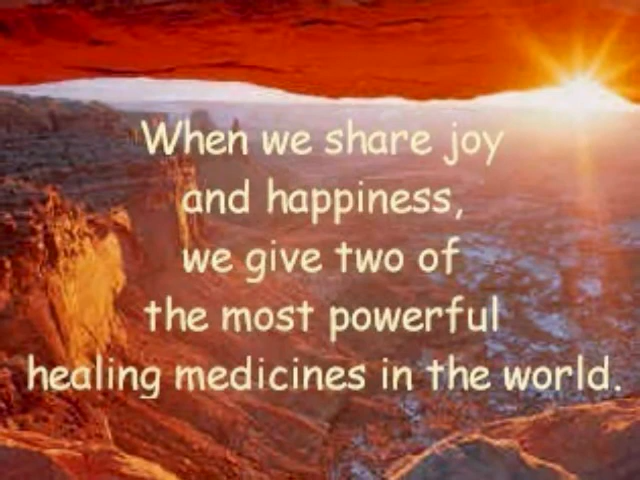 When we share joy
and happiness,
we give two of
the most powerful
healing medicines in the world.